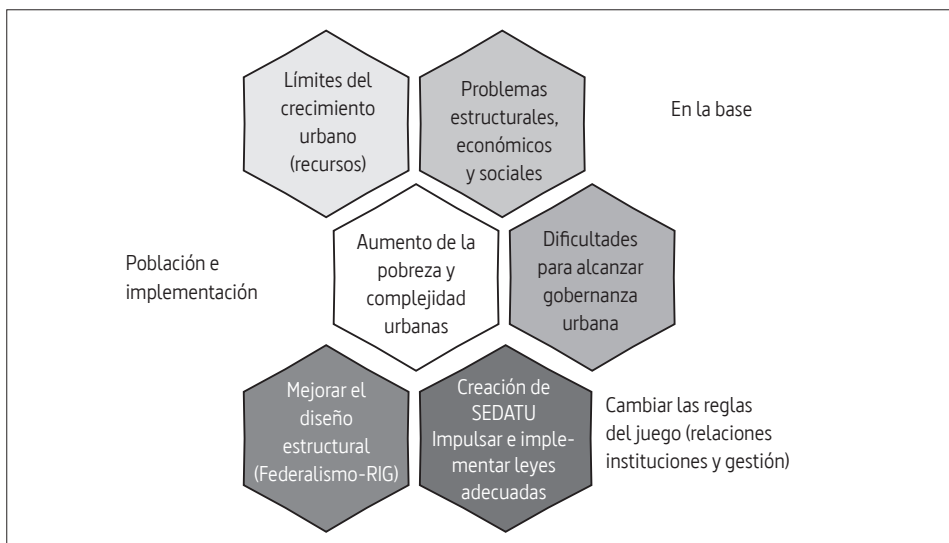 Límites del
crecimiento
urbano
(recursos)
Problemas
estructurales,
económicos
y sociales
En la base
Población e
implementación
Aumento de la
pobreza y
complejidad
urbanas
Dificultades
para alcanzar
gobernanza
urbana
Mejorar el
diseño
estructural
(Federalismo-RIG)
Creación de
SEDATU
Impulsar e imple-
mentar leyes
adecuadas
Cambiar las reglas
del juego (relaciones
instituciones y gestión)